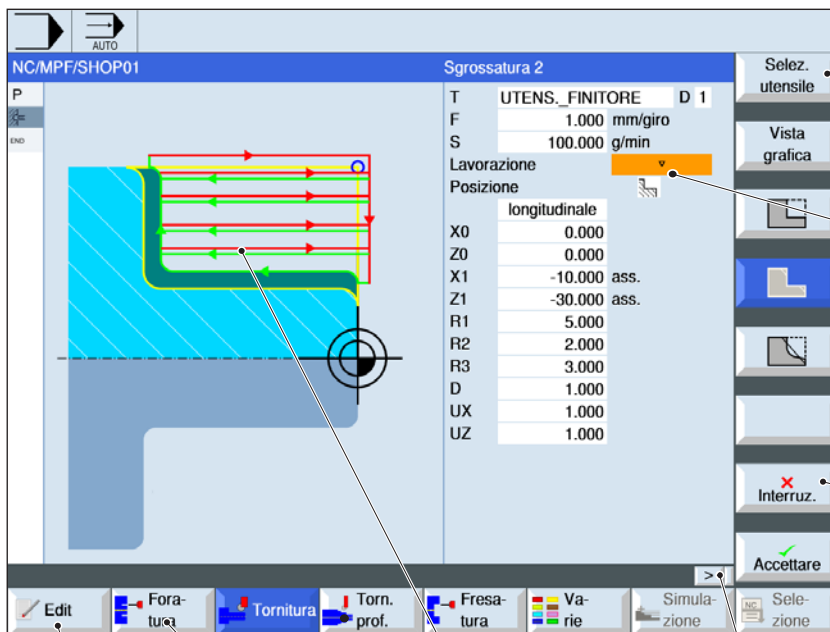 AUTO
NC/MPF/SHOP01
Sgrossatura 2
P
END
T UTENS._FINITORE D 1
F 1.000 mm/giro
S 100.000 g/min
Lavorazione
Posizione
longitudinale
X0 0.000
Z0 0.000
X1 -10.000 ass.
Z1 -30.000 ass.
R1 5.000
R2 2.000
R3 3.000
D 1.000
UX 1.000
UZ 1.000
Selez.
utensile
Vista
grafica
Interruz.
Accettare
>
Edit
Fora-
tura
Tornitura
Torn.
prof.
Fresa-
tura
Va-
rie
Simula-
zione
NC
Sele-
zione